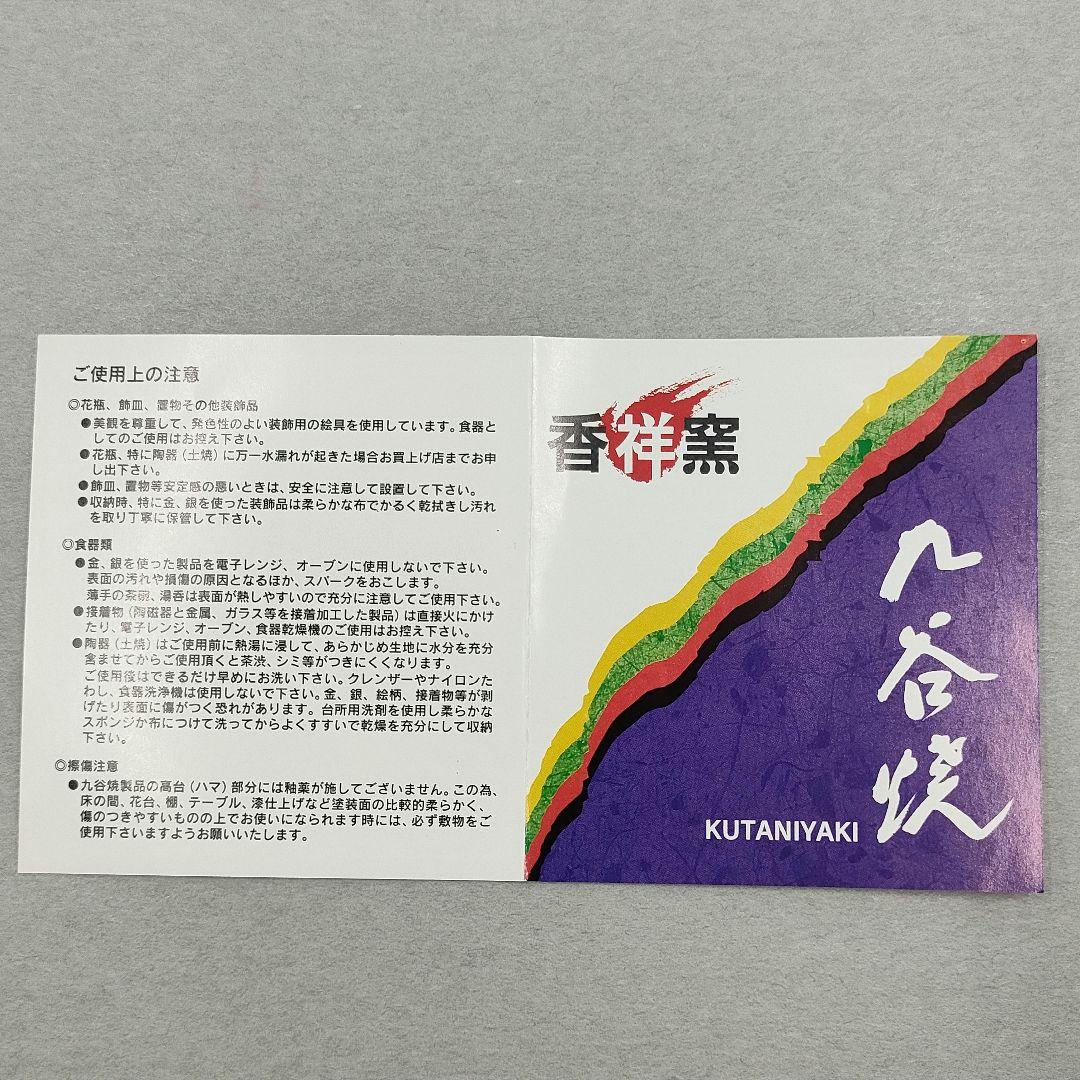 ご使用上の注意
◎花瓶、飾皿、置物その他装飾品
●美観を尊重して、発色性のよい装飾用の絵具を使用しています。食器と
してのご使用はお控え下さい。
●花瓶、特に陶器（土焼）に万一水漏れが起きた場合お買上げ店までお申
し出下さい。
●飾皿、置物等安定感の悪いときは、安全に注意して設置して下さい。
●収納時、特に金、銀を使った装飾品は柔らかな布でかるく乾拭きし汚れ
を取り丁寧に保管して下さい。
◎食器類
●金、銀を使った製品を電子レンジ、オーブンに使用しないで下さい。
表面の汚れや損傷の原因となるほか、スパークをおこします。
薄手の茶碗、湯呑は表面が熱しやすいので充分に注意してご使用下さい。
●接着物（陶磁器と金属、ガラス等を接着加工した製品）は直接火にかけ
たり、電子レンジ、オーブン、食器乾燥機のご使用はお控え下さい。
●陶器（土焼）はご使用前に熱湯に浸して、あらかじめ生地に水分を充分
含ませてからご使用頂くと茶渋、シミ等がつきにくくなります。
ご使用後はできるだけ早めにお洗い下さい。クレンザーやナイロンた
わし、食器洗浄機は使用しないで下さい。金、銀、絵柄、接着物等が剥
げたり表面に傷がつく恐れがあります。台所用洗剤を使用し柔らかな
スポンジか布につけて洗ってからよくすすいで乾燥を充分にして収納
下さい。
◎擦傷注意
●九谷焼製品の高台（ハマ）部分には釉薬が施してございません。この為、
床の間、花台、棚、テーブル、漆仕上げなど塗装面の比較的柔らかく、
傷のつきやすいものの上でお使いになられます時には、必ず敷物をご
使用下さいますようお願いいたします。
香祥窯
九谷焼
KUTANIYAKI